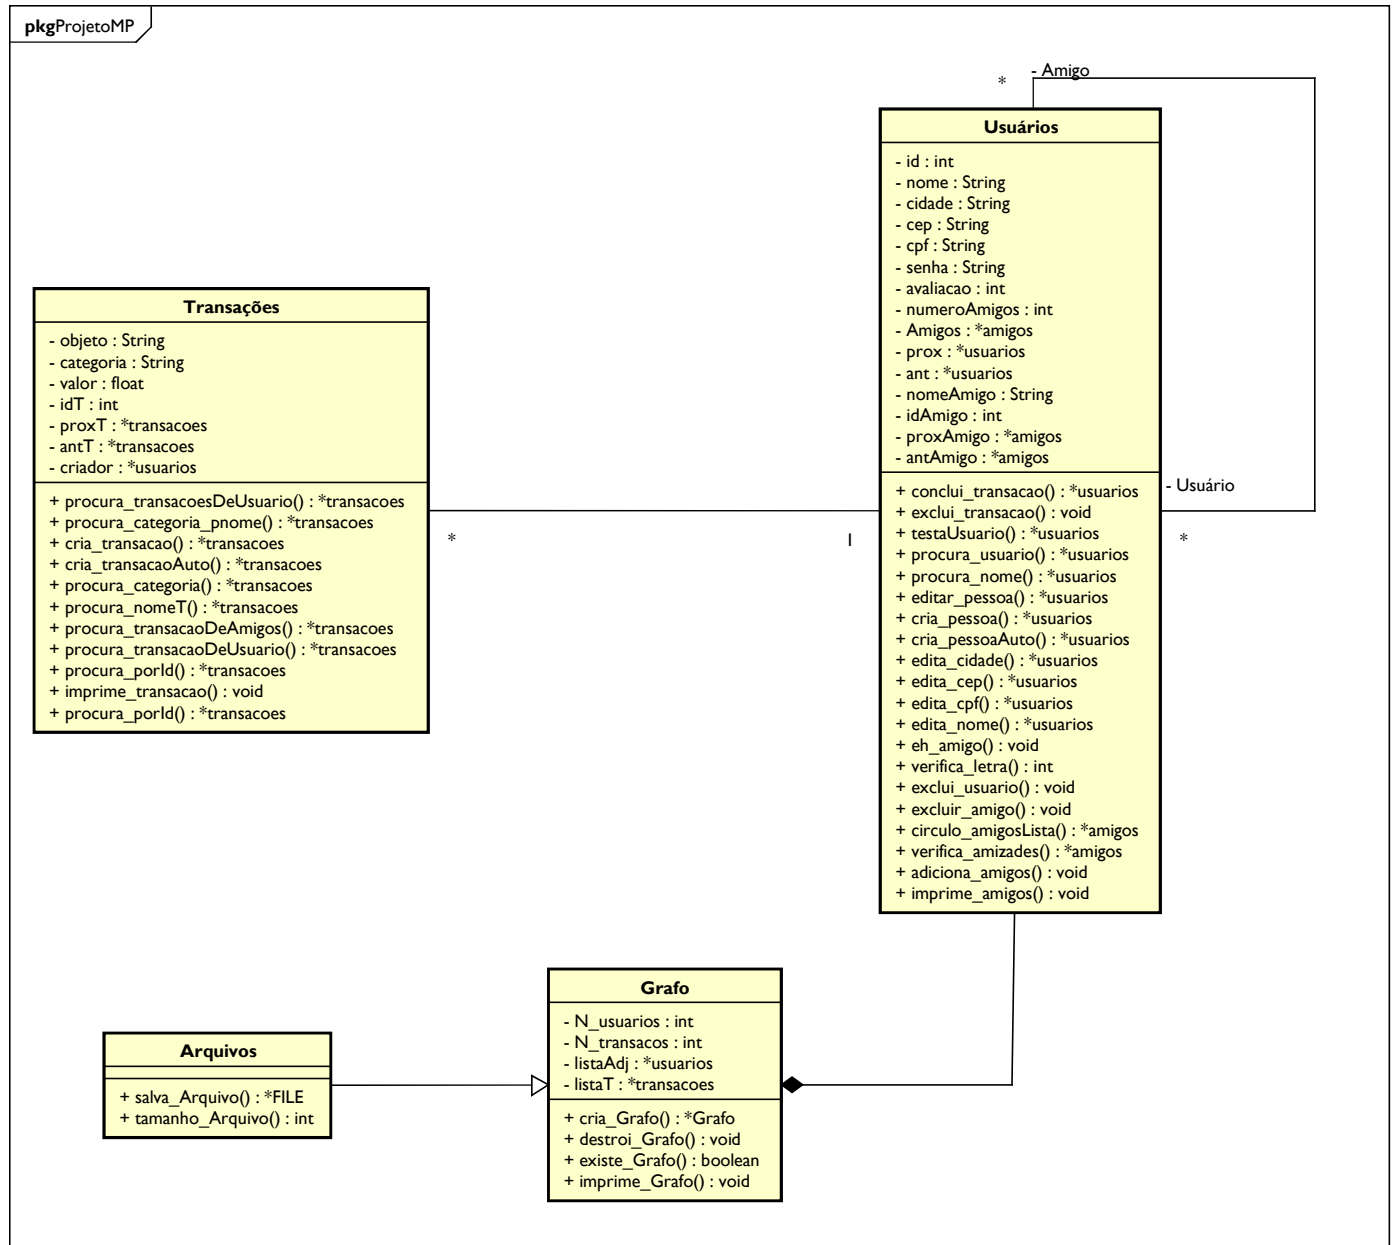 pkgProjetoMP
- Amigo
*
Usuários
- id : int
- nome : String
- cidade : String
- cep : String
- cpf : String
- senha : String
- avaliacao : int
- numeroAmigos : int
- Amigos : *amigos
- prox : *usuarios
- ant : *usuarios
- nomeAmigo : String
- idAmigo : int
- proxAmigo : *amigos
- antAmigo : *amigos
+ conclui_transacao() : *usuarios
+ exclui_transacao() : void
+ testaUsuario() : *usuarios
+ procura_usuario() : *usuarios
+ procura_nome() : *usuarios
+ editar_pessoa() : *usuarios
+ cria_pessoa() : *usuarios
+ cria_pessoaAuto() : *usuarios
+ edita_cidade() : *usuarios
+ edita_cep() : *usuarios
+ edita_cpf() : *usuarios
+ edita_nome() : *usuarios
+ eh_amigo() : void
+ verifica_letra() : int
+ exclui_usuario() : void
+ excluir_amigo() : void
+ circulo_amigosLista() : *amigos
+ verifica_amizades() : *amigos
+ adiciona_amigos() : void
+ imprime_amigos() : void
- Usuário
*
Transações
- objeto : String
- categoria : String
- valor : float
- idT : int
- proxT : *transacoes
- antT : *transacoes
- criador : *usuarios
+ procura_transacoesDeUsuario() : *transacoes
+ procura_categoria_pnome() : *transacoes
+ cria_transacao() : *transacoes
+ cria_transacaoAuto() : *transacoes
+ procura_categoria() : *transacoes
+ procura_nomeT() : *transacoes
+ procura_transacaoDeAmigos() : *transacoes
+ procura_transacaoDeUsuario() : *transacoes
+ procura_porId() : *transacoes
+ imprime_transacao() : void
+ procura_porId() : *transacoes
*
1
Grafo
- N_usuarios : int
- N_transacos : int
- listaAdj : *usuarios
- listaT : *transacoes
+ cria_Grafo() : *Grafo
+ destroi_Grafo() : void
+ existe_Grafo() : boolean
+ imprime_Grafo() : void
Arquivos
+ salva_Arquivo() : *FILE
+ tamanho_Arquivo() : int